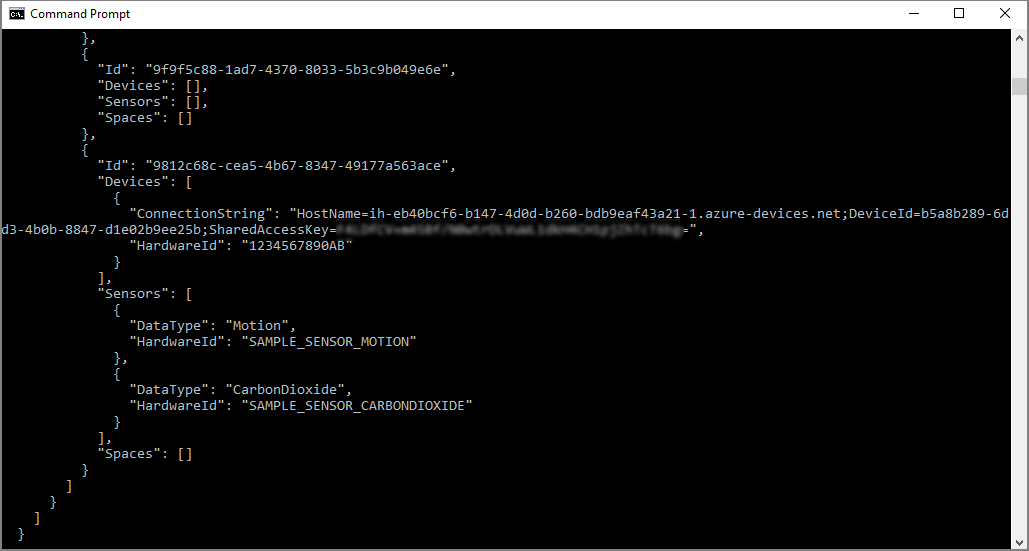 Command Prompt
},
{
"Id": "9f9f5c88-1ad7-4370-8033-5b3c9b049e6e",
"Devices": [],
"Sensors": [],
"Spaces": []
},
{
"Id": "9812c68c-cea5-4b67-8347-49177a563ace",
"Devices": [
{
"ConnectionString": "HostName=ih-eb40bcf6-b147-4d0d-b260-bdb9eaf43a21-1.azure-devices.net;DeviceId=b5a8b289-6d
d3-4b0b-8847-d1e02b9ee25b;SharedAccessKey= =",
"HardwareId": "1234567890AB"
}
],
"Sensors": [
{
"DataType": "Motion",
"HardwareId": "SAMPLE_SENSOR_MOTION"
},
{
"DataType": "CarbonDioxide",
"HardwareId": "SAMPLE_SENSOR_CARBONDIOXIDE"
}
],
"Spaces": []
}
]
}
]
}